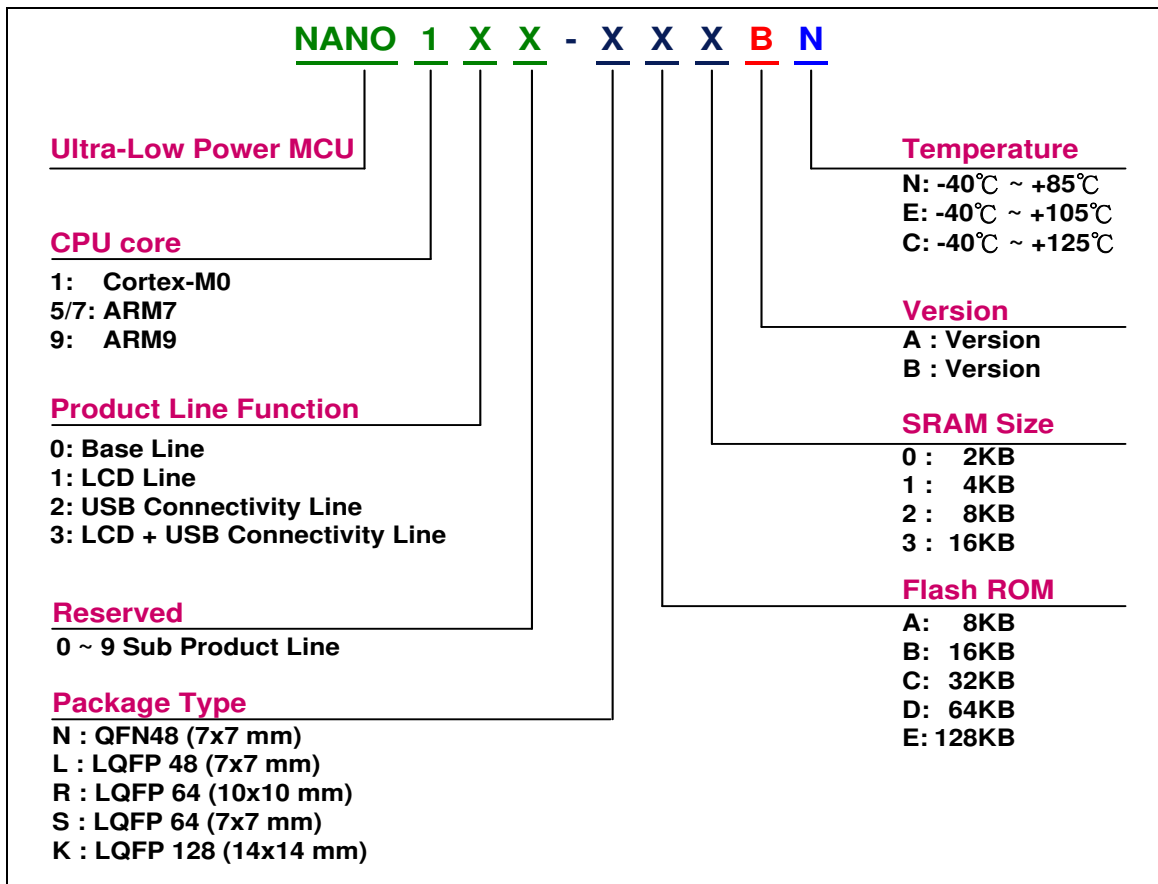 NANO 1 X X - X X X B N
Ultra-Low Power MCU
CPU core
1: Cortex-M0
5/7: ARM7
9: ARM9
Product Line Function
0: Base Line
1: LCD Line
2: USB Connectivity Line
3: LCD + USB Connectivity Line
Reserved
0 ~ 9 Sub Product Line
Package Type
N : QFN48 (7x7 mm)
L : LQFP 48 (7x7 mm)
R : LQFP 64 (10x10 mm)
S : LQFP 64 (7x7 mm)
K : LQFP 128 (14x14 mm)
Temperature
N: -40℃ ~ +85℃
E: -40℃ ~ +105℃
C: -40℃ ~ +125℃
Version
A : Version
B : Version
SRAM Size
0 : 2KB
1 : 4KB
2 : 8KB
3 : 16KB
Flash ROM
A: 8KB
B: 16KB
C: 32KB
D: 64KB
E: 128KB